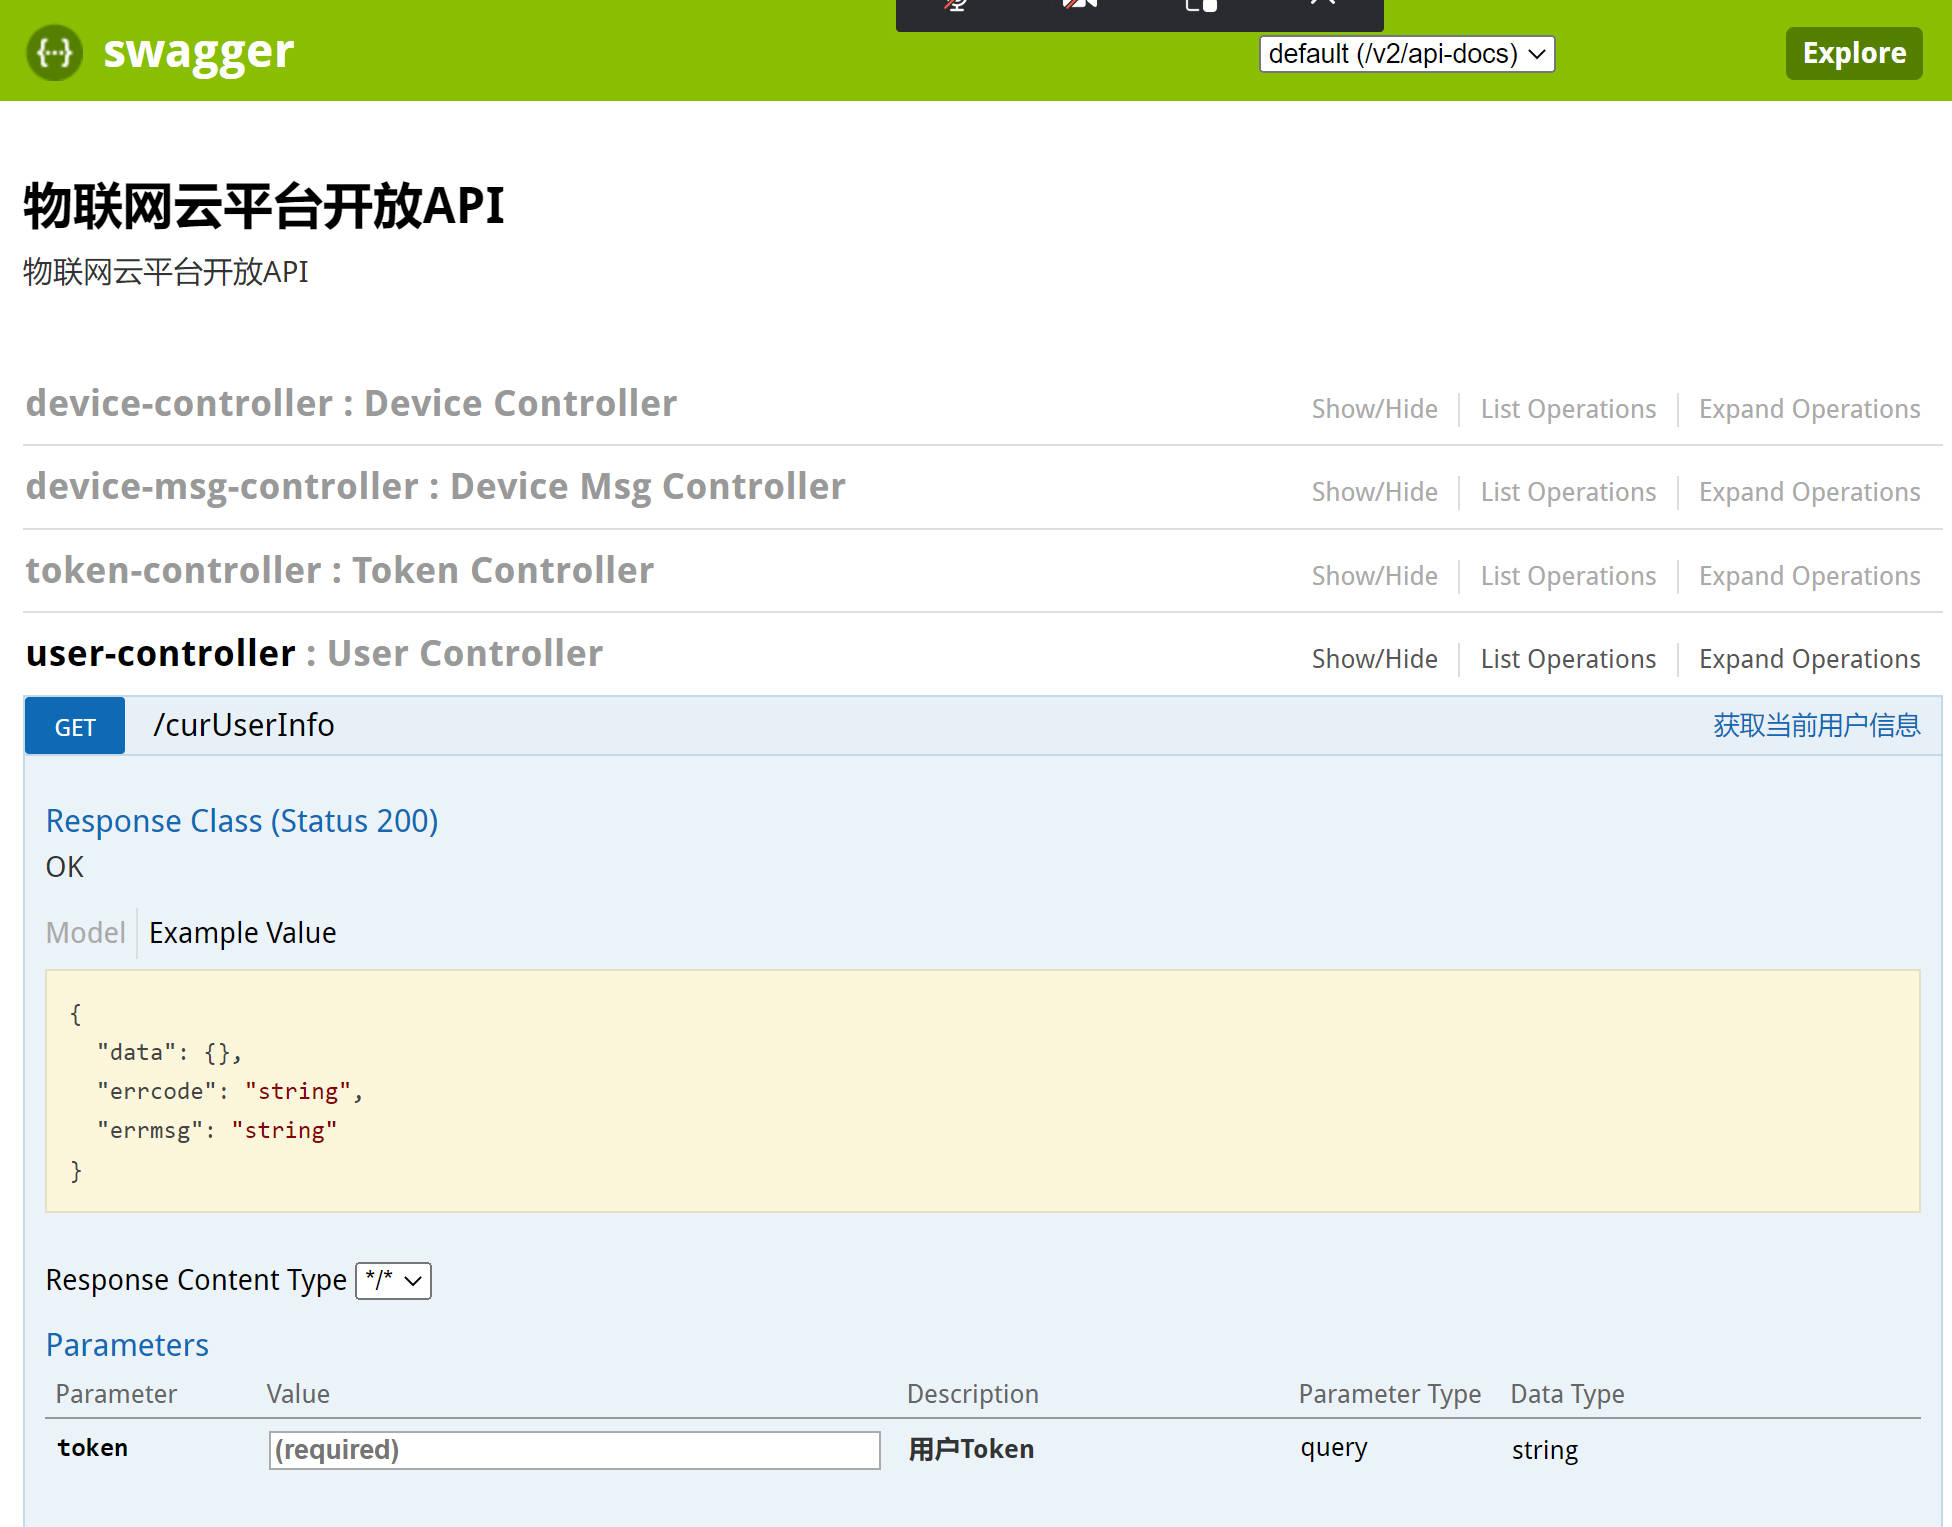 {···} swagger
default (/v2/api-docs)
Explore
物联网云平台开放API
物联网云平台开放API
device-controller : Device Controller
Show/Hide
List Operations
Expand Operations
device-msg-controller : Device Msg Controller
Show/Hide
List Operations
Expand Operations
token-controller : Token Controller
Show/Hide
List Operations
Expand Operations
user-controller : User Controller
Show/Hide
List Operations
Expand Operations
GET
/curUserInfo
获取当前用户信息
Response Class (Status 200)
OK
Model
Example Value
{
"data": {},
"errcode": "string",
"errmsg": "string"
}
Response Content Type */*
Parameters
Parameter
Value
Description
Parameter Type
Data Type
token
(required)
用户Token
query
string